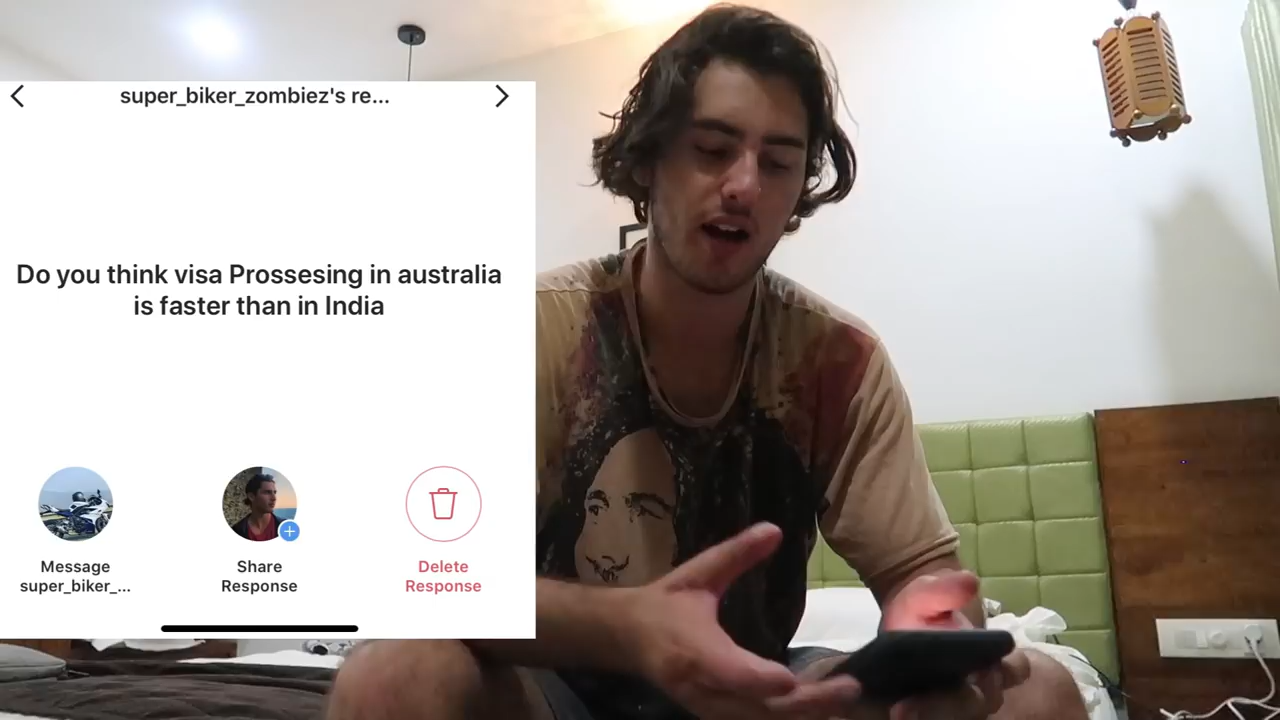 super_biker_zombiez's re...
Do you think visa Prossesing in australia
is faster than in India
Message
super_biker_...
Share
Response
Delete
Response